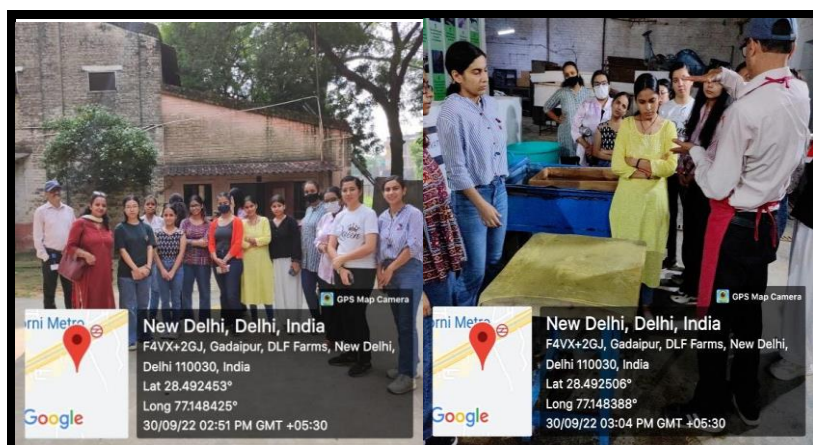 GPS Map Camera
orni Metro
Google
New Delhi, Delhi, India
F4VX+2GJ, Gadaipur, DLF Farms, New Delhi,
Delhi 110030, India
Lat 28.492453°
Long 77.148425°
30/09/22 02:51 PM GMT +05:30
GPS Map Camera
orni Metro
Google
New Delhi, Delhi, India
F4VX+2GJ, Gadaipur, DLF Farms, New Delhi,
Delhi 110030, India
Lat 28.492506°
Long 77.148388°
30/09/22 03:04 PM GMT +05:30